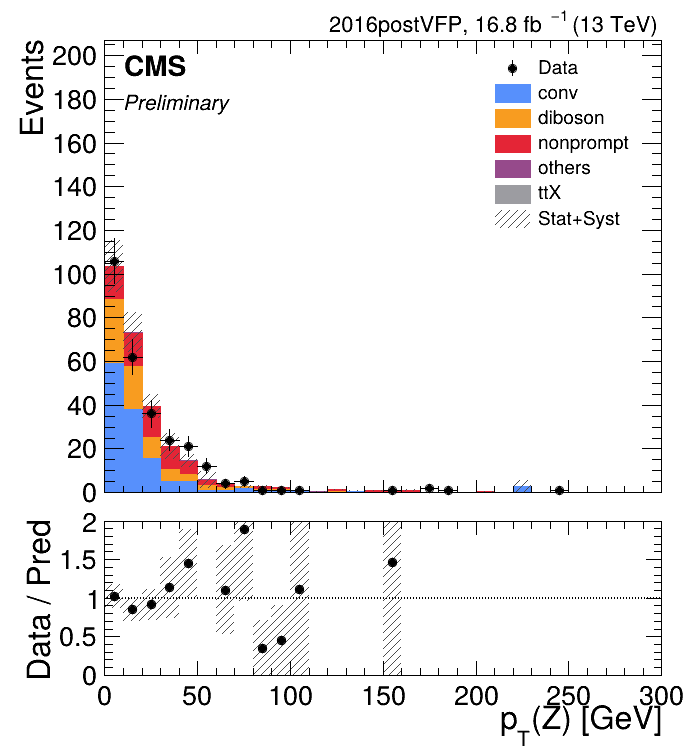 2016postVFP, 16.8 fb ⁻¹ (13 TeV)
CMS
Preliminary
Events
200
180
160
140
120
100
80
60
40
20
0
Data
conv
diboson
nonprompt
others
ttX
Stat+Syst
Data / Pred
2
1.5
1
0.5
0
0 50 100 150 200 250 300
p_T(Z) [GeV]